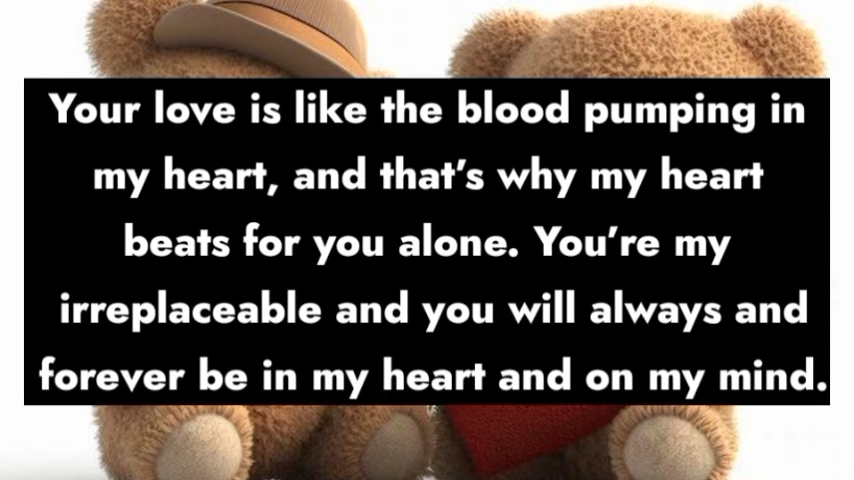 Your love is like the blood pumping in
my heart, and that's why my heart
beats for you alone. You're my
irreplaceable and you will always and
forever be in my heart and on my mind.